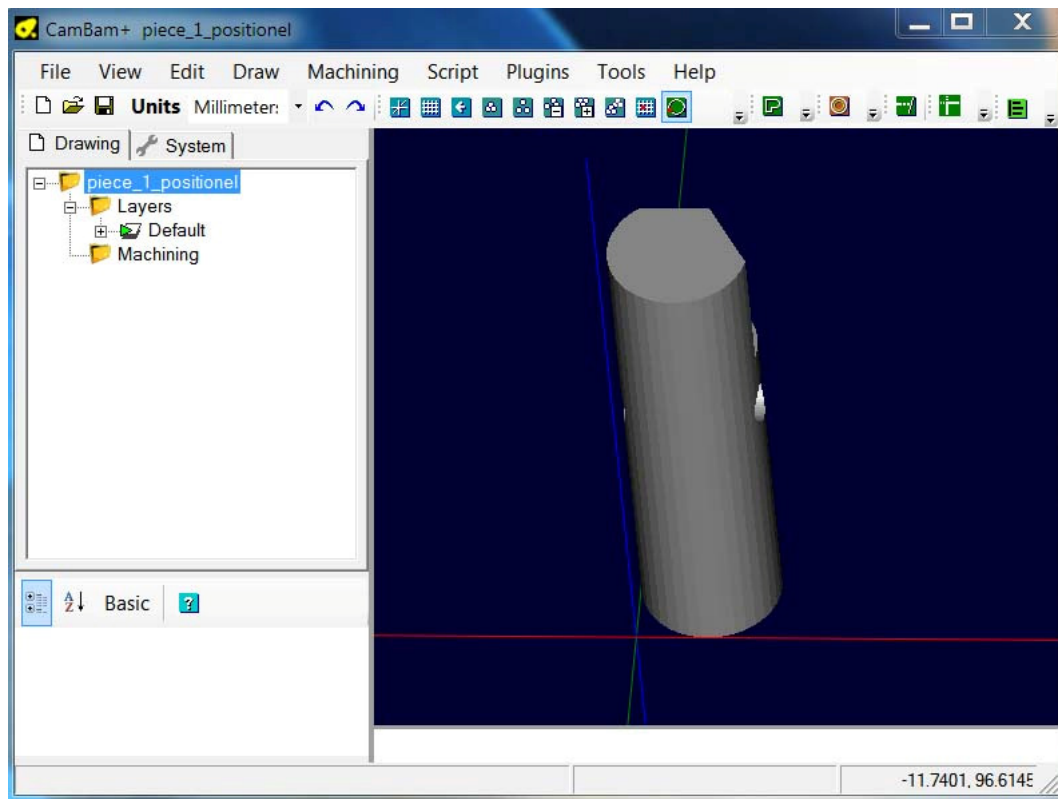 CamBam+ piece_1_positionel
File View Edit Draw Machining Script Plugins Tools Help
Units Millimeter:
Drawing System
piece_1_positionel
Layers
Default
Machining
A Z Basic ?
-11.7401, 96.6145